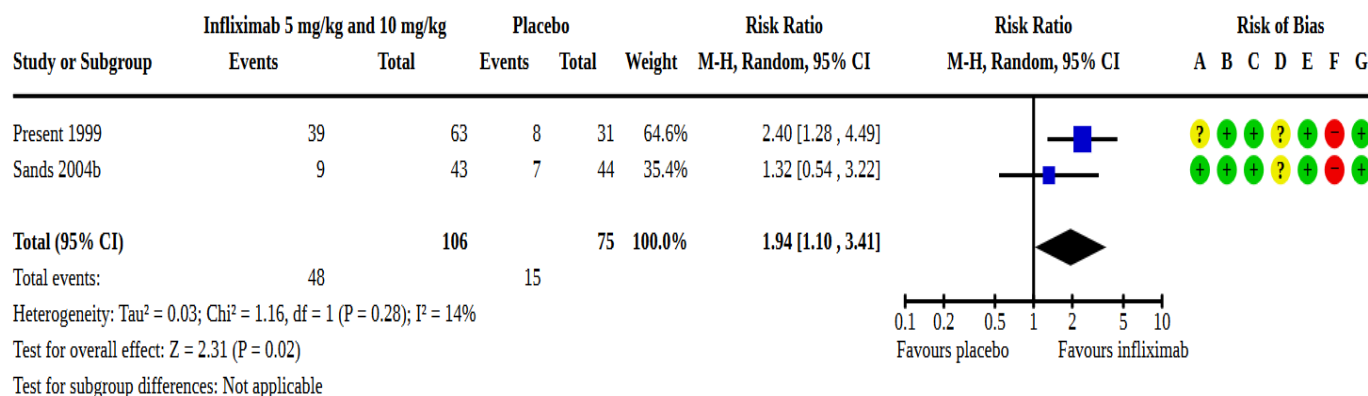 Infliximab 5 mg/kg and 10 mg/kg Placebo Risk Ratio Risk Ratio Risk of Bias
Study or Subgroup Events Total Events Total Weight M-H, Random, 95% CI M-H, Random, 95% CI A B C D E F G
Present 1999 39 63 8 31 64.6% 2.40 [1.28 , 4.49] ? + + ? + − +
Sands 2004b 9 43 7 44 35.4% 1.32 [0.54 , 3.22] + + + ? + − +
Total (95% CI) 106 75 100.0% 1.94 [1.10 , 3.41]
Total events: 48 15
Heterogeneity: Tau² = 0.03; Chi² = 1.16, df = 1 (P = 0.28); I² = 14%
0.1 0.2 0.5 1 2 5 10
Test for overall effect: Z = 2.31 (P = 0.02)
Favours placebo Favours infliximab
Test for subgroup differences: Not applicable